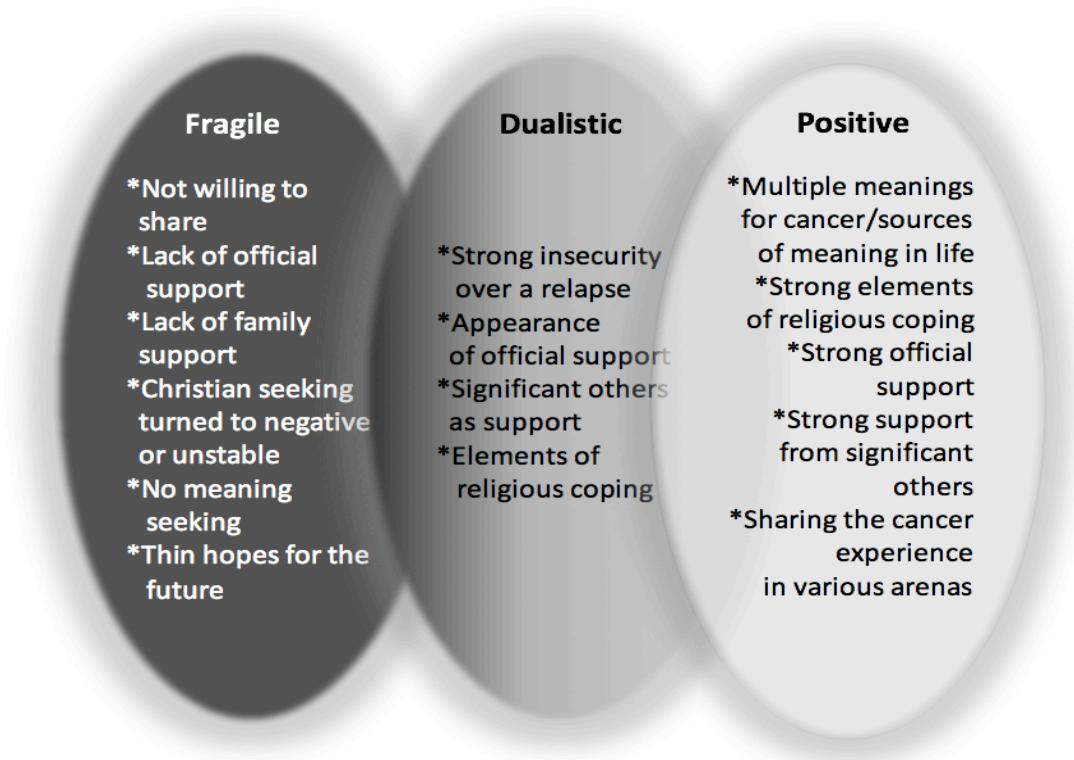 Fragile
*Not willing to
share
*Lack of official
support
*Lack of family
support
*Christian seeking
turned to negative
or unstable
*No meaning
seeking
*Thin hopes for the
future
Dualistic
*Strong insecurity
over a relapse
*Appearance
of official support
*Significant others
as support
*Elements of
religious coping
Positive
*Multiple meanings
for cancer/sources
of meaning in life
*Strong elements
of religious coping
*Strong official
support
*Strong support
from significant
others
*Sharing the cancer
experience
in various arenas